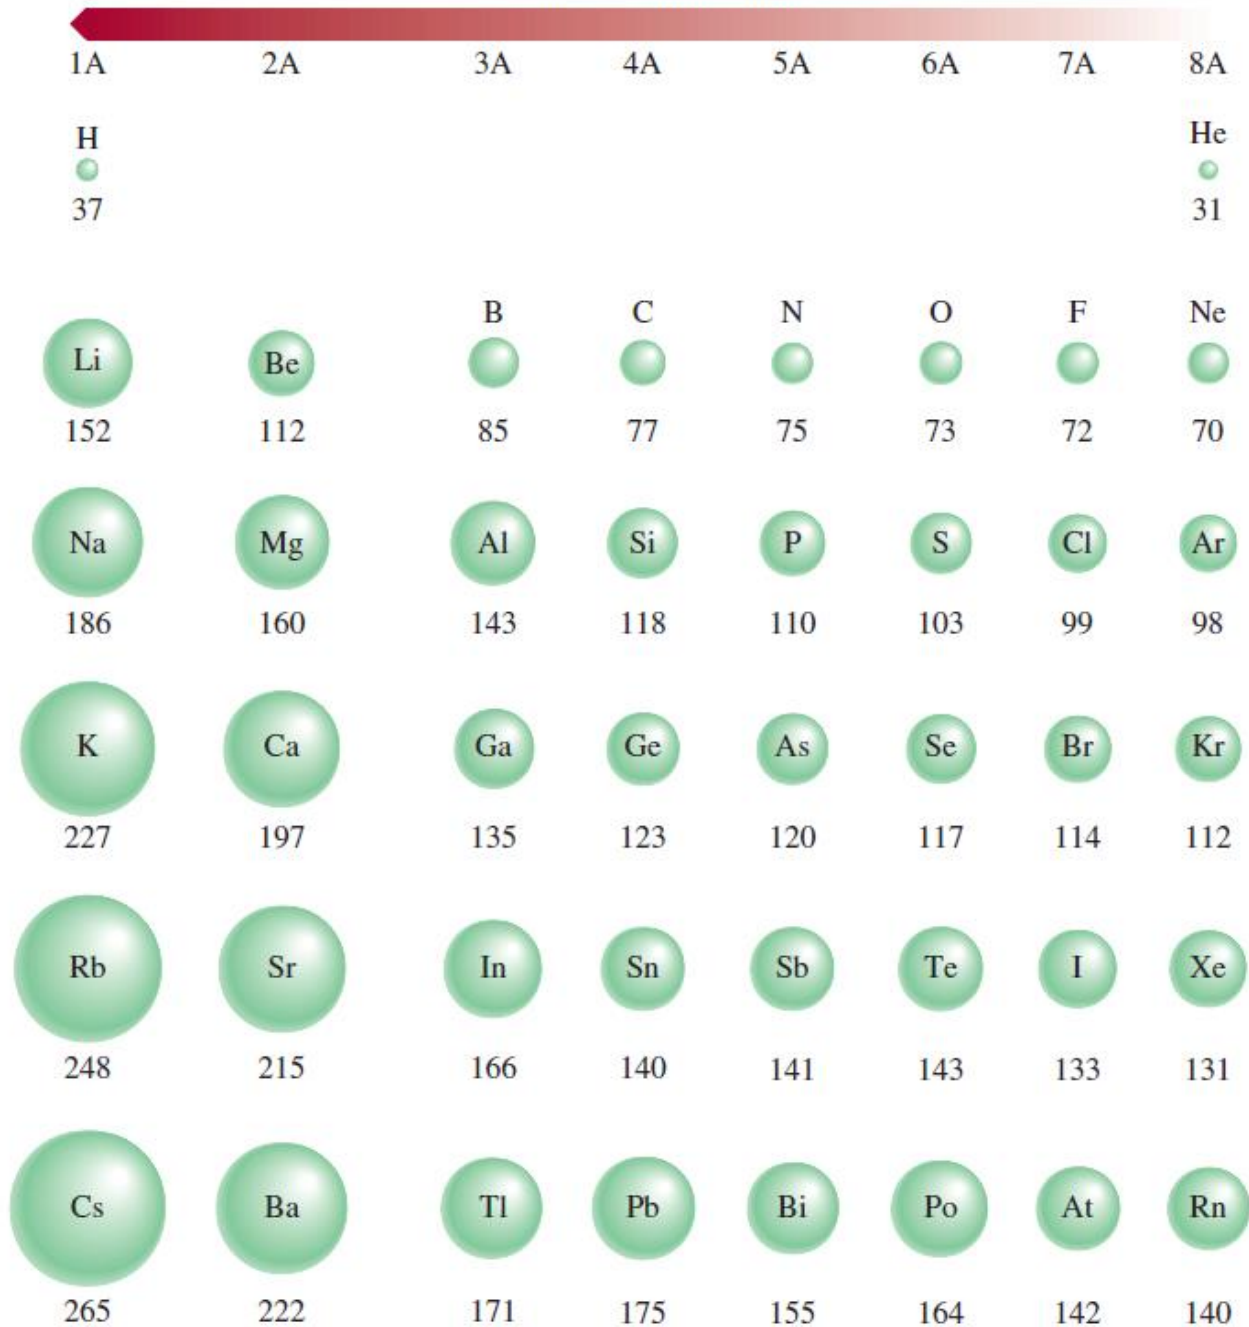 1A 2A 3A 4A 5A 6A 7A 8A
H He
37 31
B C N O F Ne
Li Be
152 112 85 77 75 73 72 70
Na Mg Al Si P S Cl Ar
186 160 143 118 110 103 99 98
K Ca Ga Ge As Se Br Kr
227 197 135 123 120 117 114 112
Rb Sr In Sn Sb Te I Xe
248 215 166 140 141 143 133 131
Cs Ba Tl Pb Bi Po At Rn
265 222 171 175 155 164 142 140